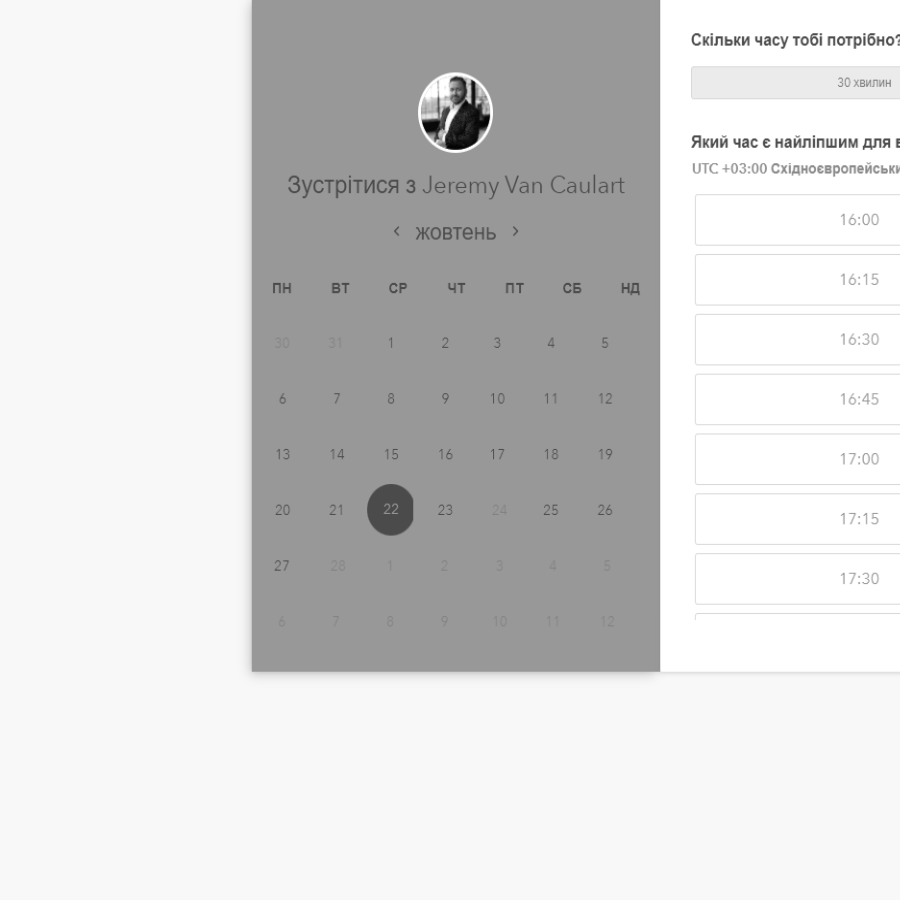 Зустрітися з Jeremy Van Caulart
‹ жовтень ›
ПН ВТ СР ЧТ ПТ СБ НД
30 31 1 2 3 4 5
6 7 8 9 10 11 12
13 14 15 16 17 18 19
20 21 22 23 24 25 26
27 28 1 2 3 4 5
6 7 8 9 10 11 12
Скільки часу тобі потрібно?
30 хвилин
Який час є найліпшим для в
UTC +03:00 Східноєвропейськи
16:00
16:15
16:30
16:45
17:00
17:15
17:30